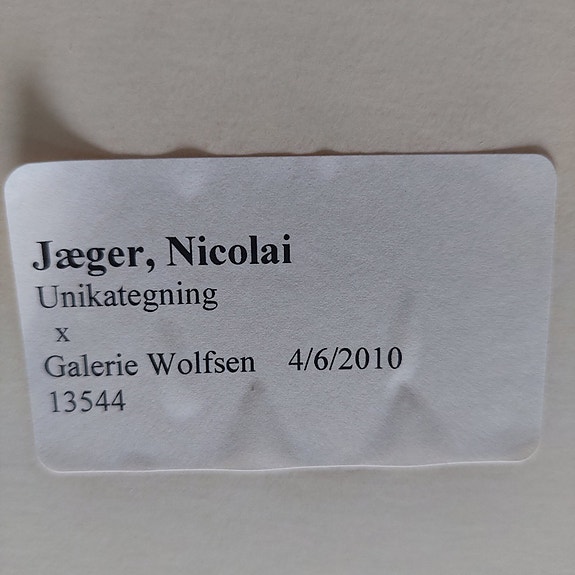 Jæger, Nicolai
Unikategning
x
Galerie Wolfsen 4/6/2010
13544